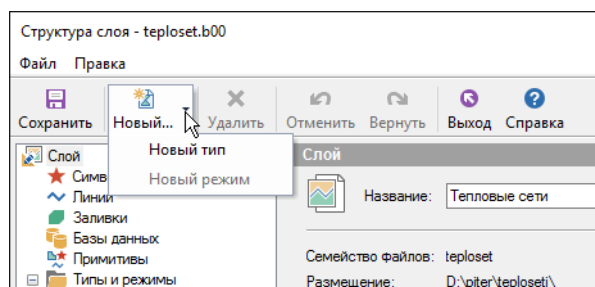 Структура слоя - teploset.b00
Файл Правка
Сохранить Новый... Удалить Отменить Вернуть Выход Справка
Новый тип
Новый режим
Слой
Симв
Линии
Заливки
Базы данных
Примитивы
Типы и режимы
Слой
Название: Тепловые сети
Семейство файлов: teploset
Размещение: D:\piter\teploseti\